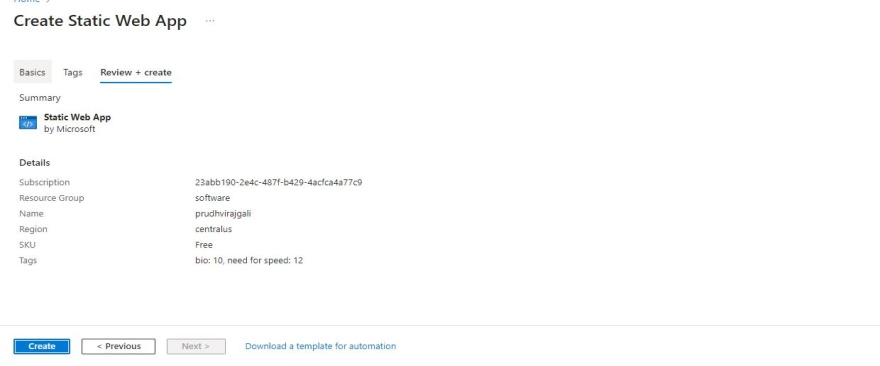 Home >
Create Static Web App ...
Basics Tags Review + create
Summary
Static Web App
by Microsoft
Details
Subscription 23abb190-2e4c-487f-b429-4acfca4a77c9
Resource Group software
Name prudhvirajgali
Region centralus
SKU Free
Tags bio: 10, need for speed: 12
Create < Previous Next > Download a template for automation